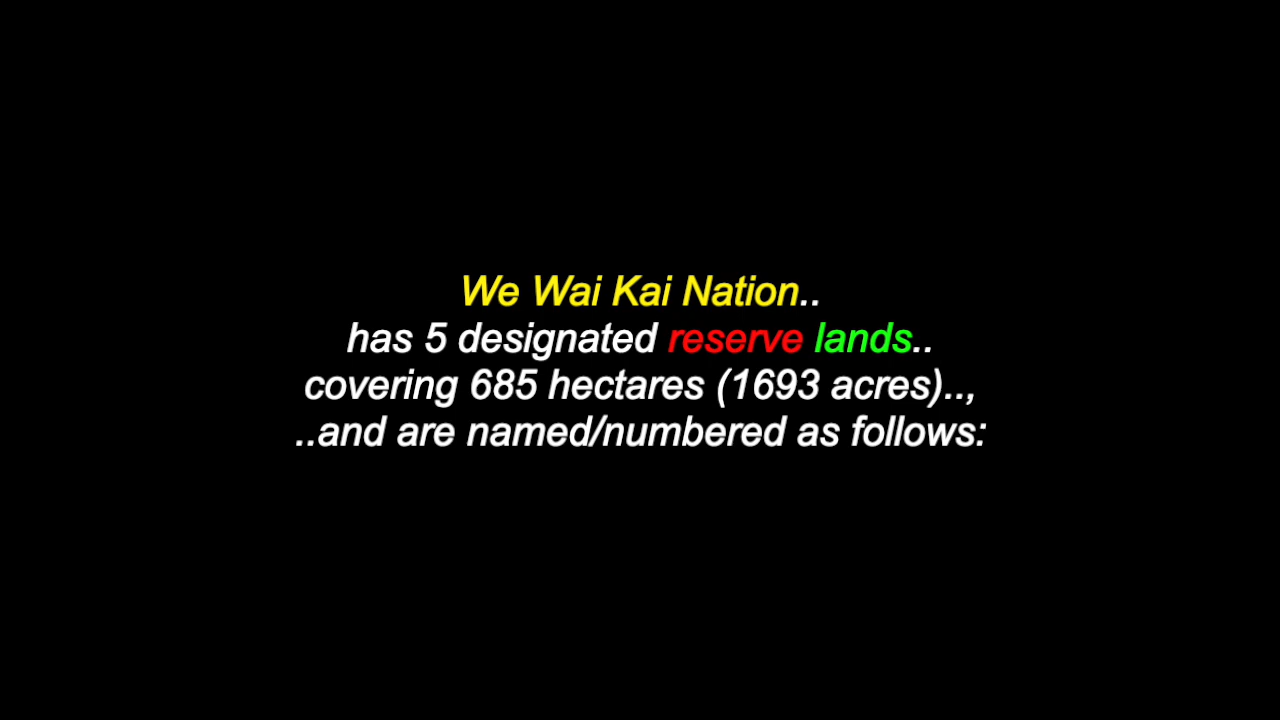 We Wai Kai Nation..
has 5 designated reserve lands..
covering 685 hectares (1693 acres)..,
..and are named/numbered as follows: